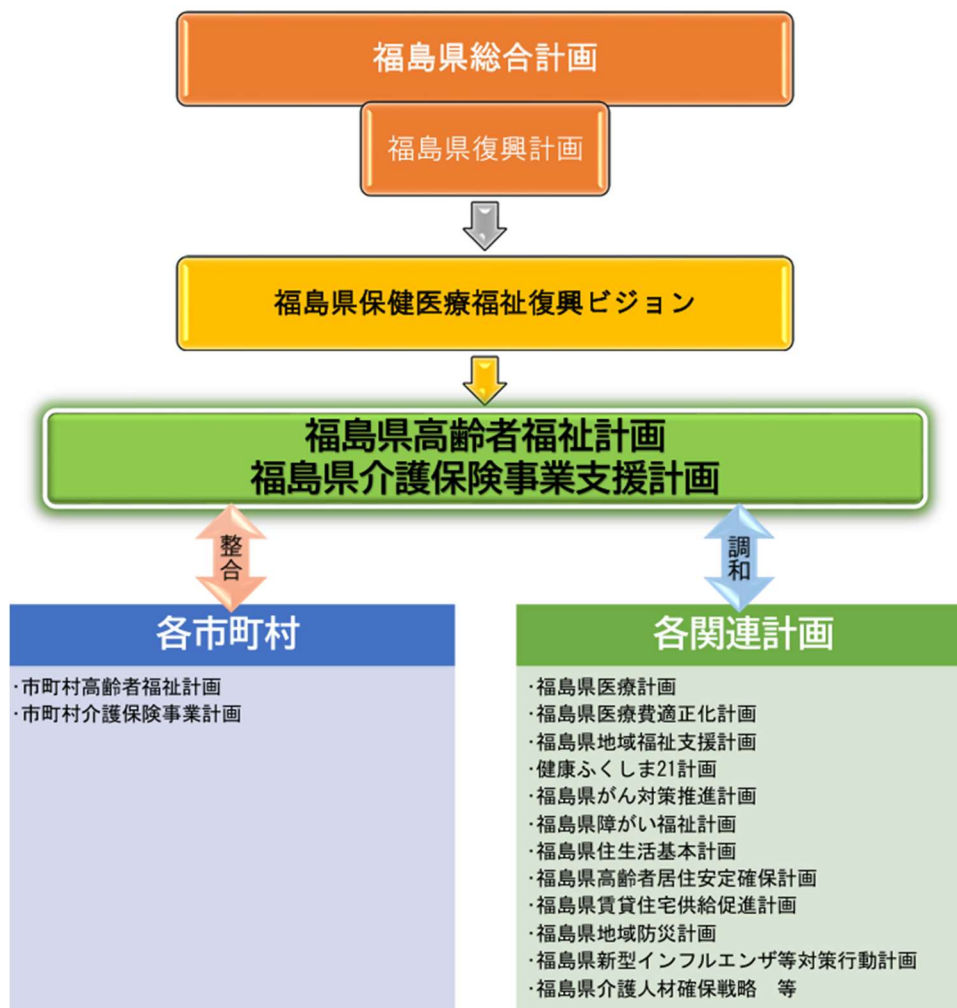 福島県総合計画
福島県復興計画
福島県保健医療福祉復興ビジョン
福島県高齢者福祉計画
福島県介護保険事業支援計画
整合
調和
各市町村
・市町村高齢者福祉計画
・市町村介護保険事業計画
各関連計画
・福島県医療計画
・福島県医療費適正化計画
・福島県地域福祉支援計画
・健康ふくしま21計画
・福島県がん対策推進計画
・福島県障がい福祉計画
・福島県住生活基本計画
・福島県高齢者居住安定確保計画
・福島県賃貸住宅供給促進計画
・福島県地域防災計画
・福島県新型インフルエンザ等対策行動計画
・福島県介護人材確保戦略　等